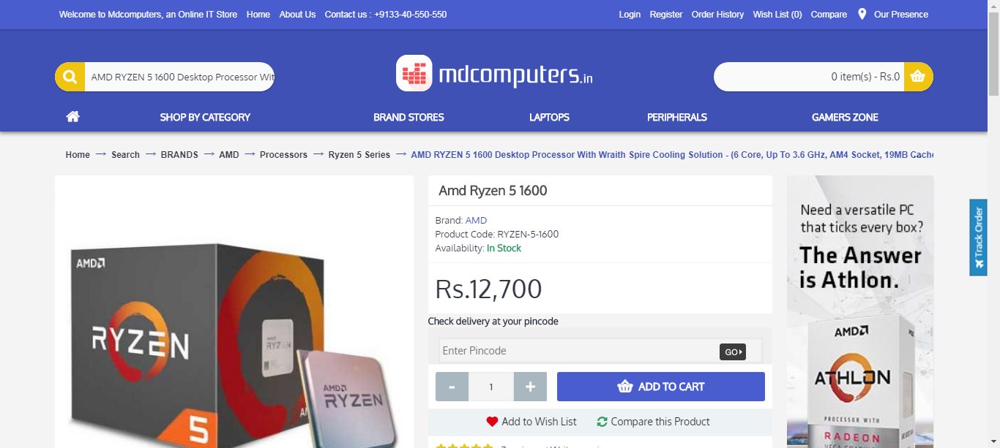 Welcome to Mdcomputers, an Online IT Store Home About Us Contact us : +9133-40-550-550 Login Register Order History Wish List (0) Compare Our Presence
AMD RYZEN 5 1600 Desktop Processor Wit mdcomputers.in 0 item(s) - Rs.0
SHOP BY CATEGORY BRAND STORES LAPTOPS PERIPHERALS GAMERS ZONE
Home → Search → BRANDS → AMD → Processors → Ryzen 5 Series → AMD RYZEN 5 1600 Desktop Processor With Wraith Spire Cooling Solution - (6 Core, Up To 3.6 GHz, AM4 Socket, 19MB Cache
Amd Ryzen 5 1600
Brand: AMD
Product Code: RYZEN-5-1600
Availability: In Stock
Rs.12,700
Check delivery at your pincode
Enter Pincode GO
- 1 + ADD TO CART
Add to Wish List Compare this Product
AMD
RYZEN
5
AMD
RYZEN
AMD
RYZEN
Need a versatile PC
that ticks every box?
The Answer
is Athlon.
AMD
ATHLON
PROCESSOR WITH
RADEON
Track Order